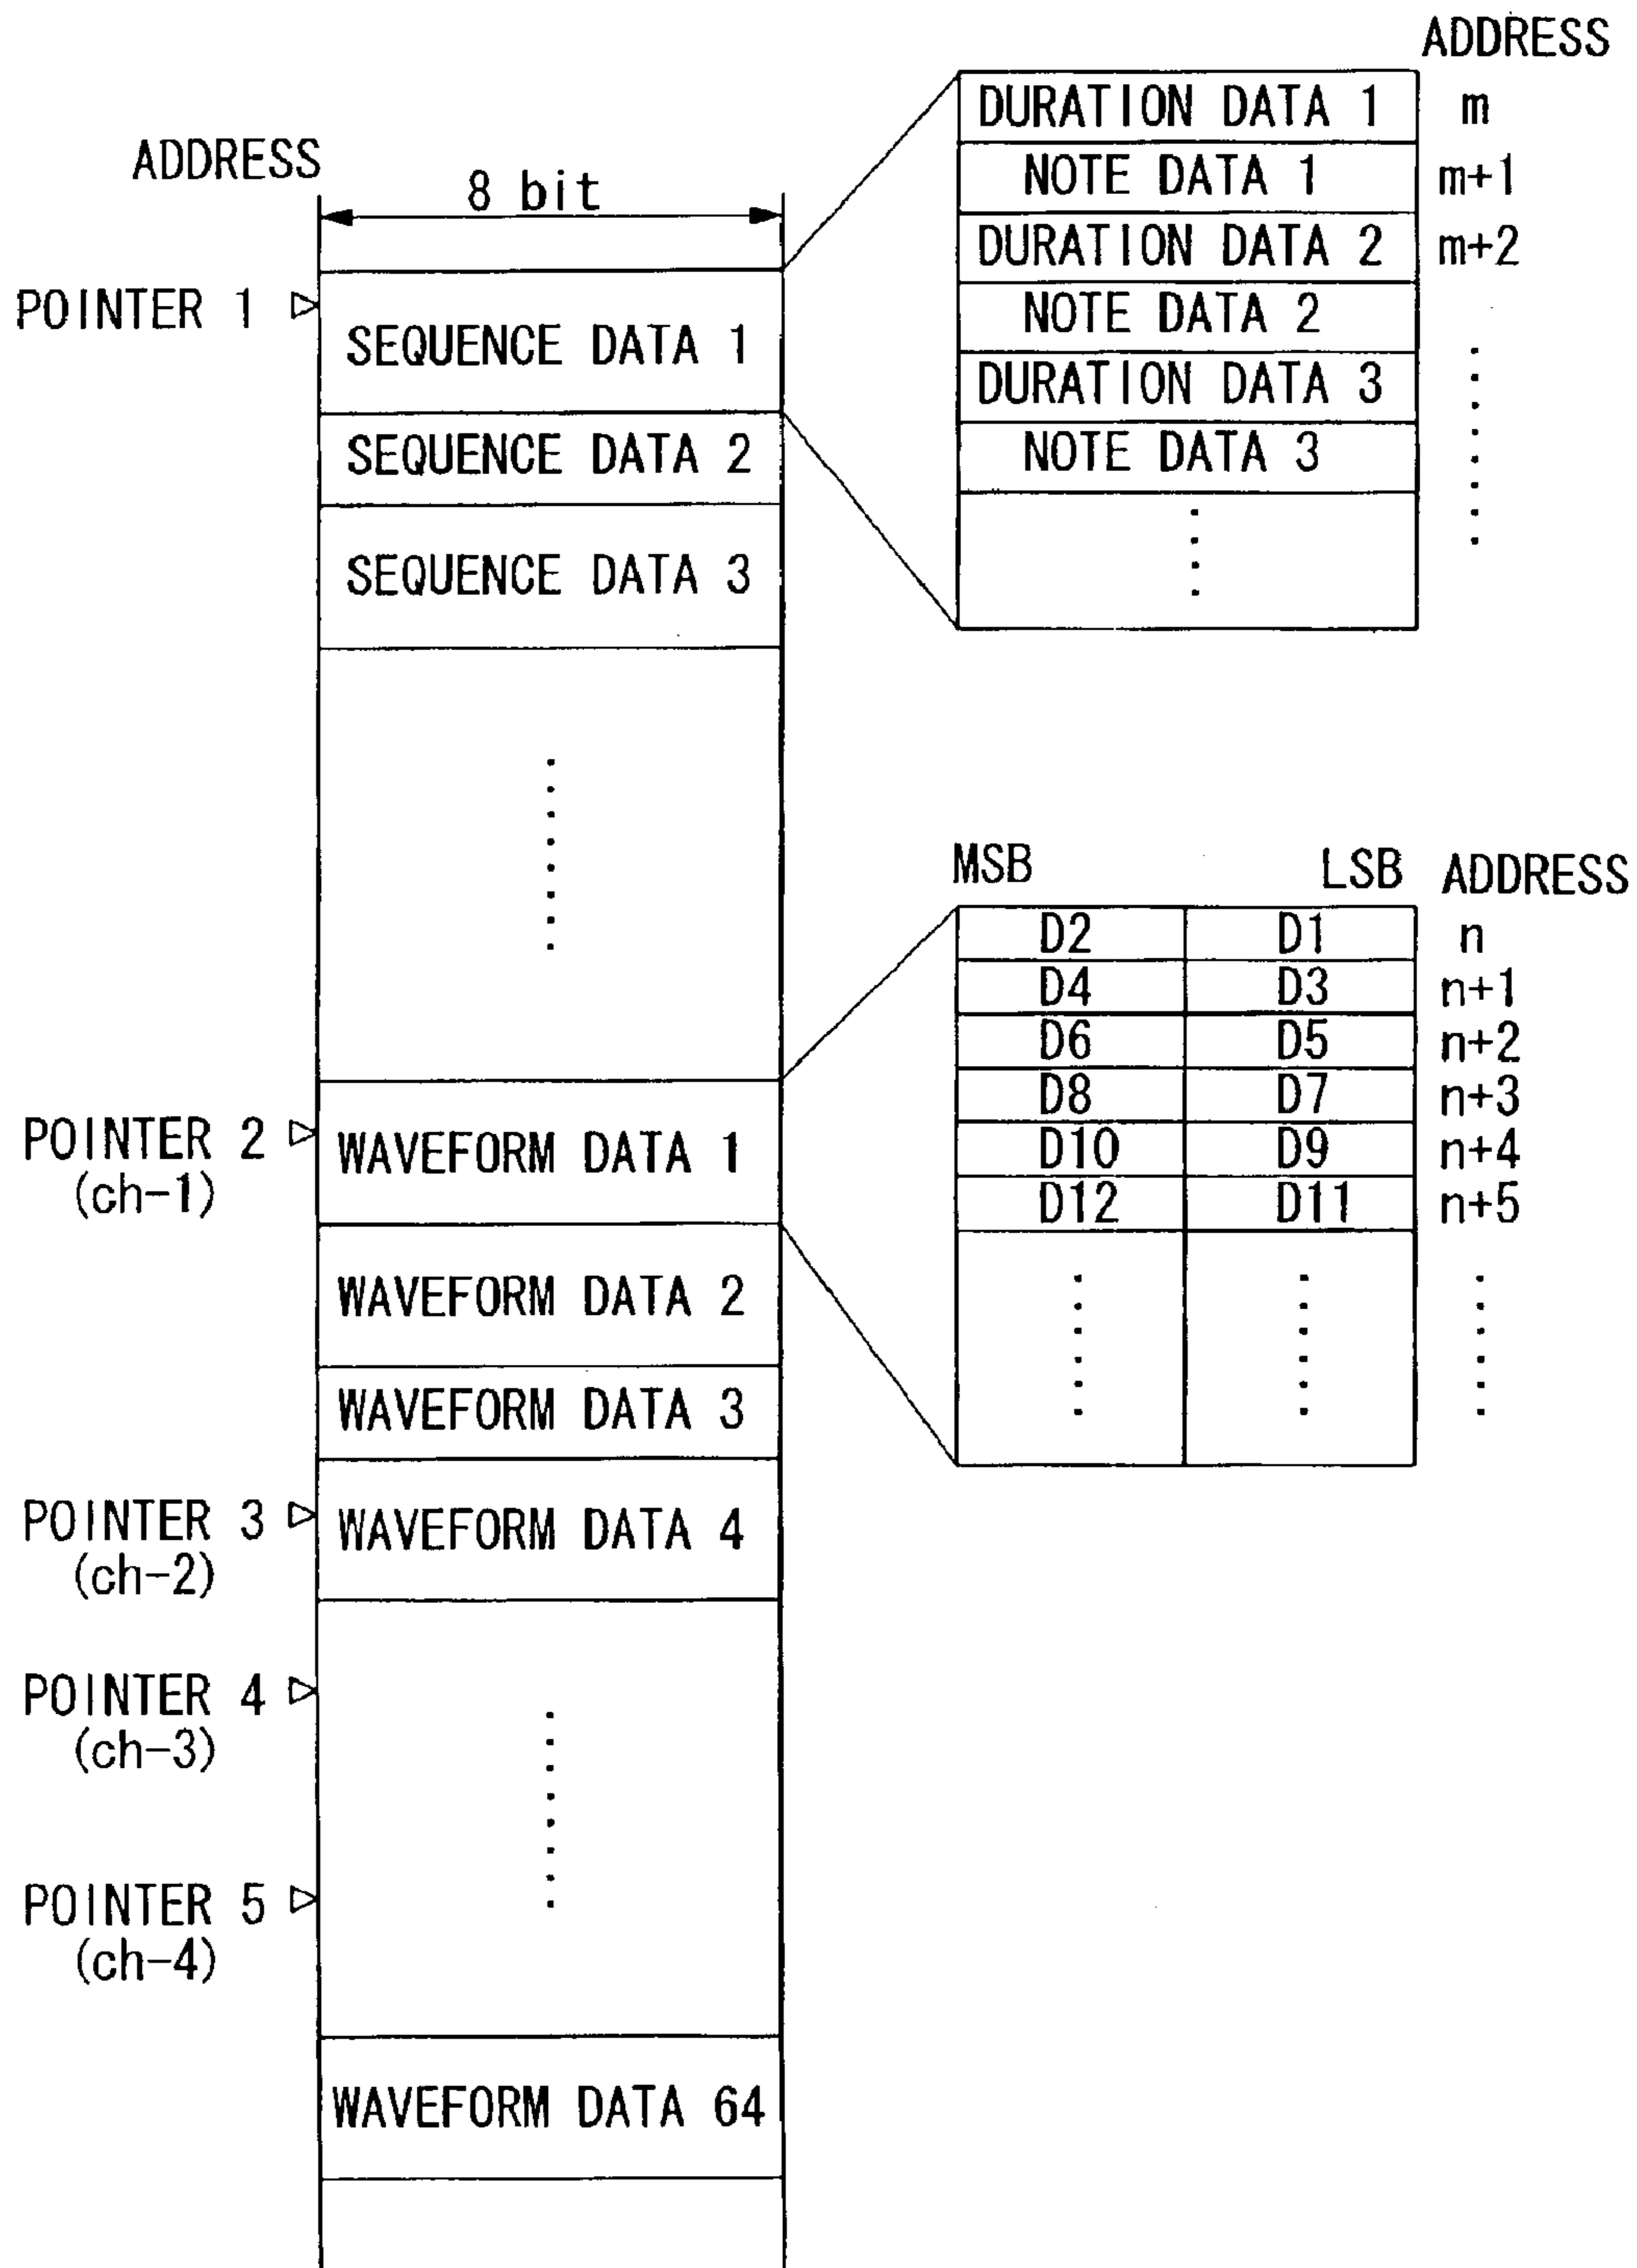 ADDRESS
8 bit
POINTER 1
SEQUENCE DATA 1
SEQUENCE DATA 2
SEQUENCE DATA 3
POINTER 2
(ch-1)
WAVEFORM DATA 1
WAVEFORM DATA 2
WAVEFORM DATA 3
POINTER 3
(ch-2)
WAVEFORM DATA 4
POINTER 4
(ch-3)
POINTER 5
(ch-4)
WAVEFORM DATA 64
ADDRESS
DURATION DATA 1 m
NOTE DATA 1 m+1
DURATION DATA 2 m+2
NOTE DATA 2
DURATION DATA 3
NOTE DATA 3
MSB LSB ADDRESS
D2 D1 n
D4 D3 n+1
D6 D5 n+2
D8 D7 n+3
D10 D9 n+4
D12 D11 n+5